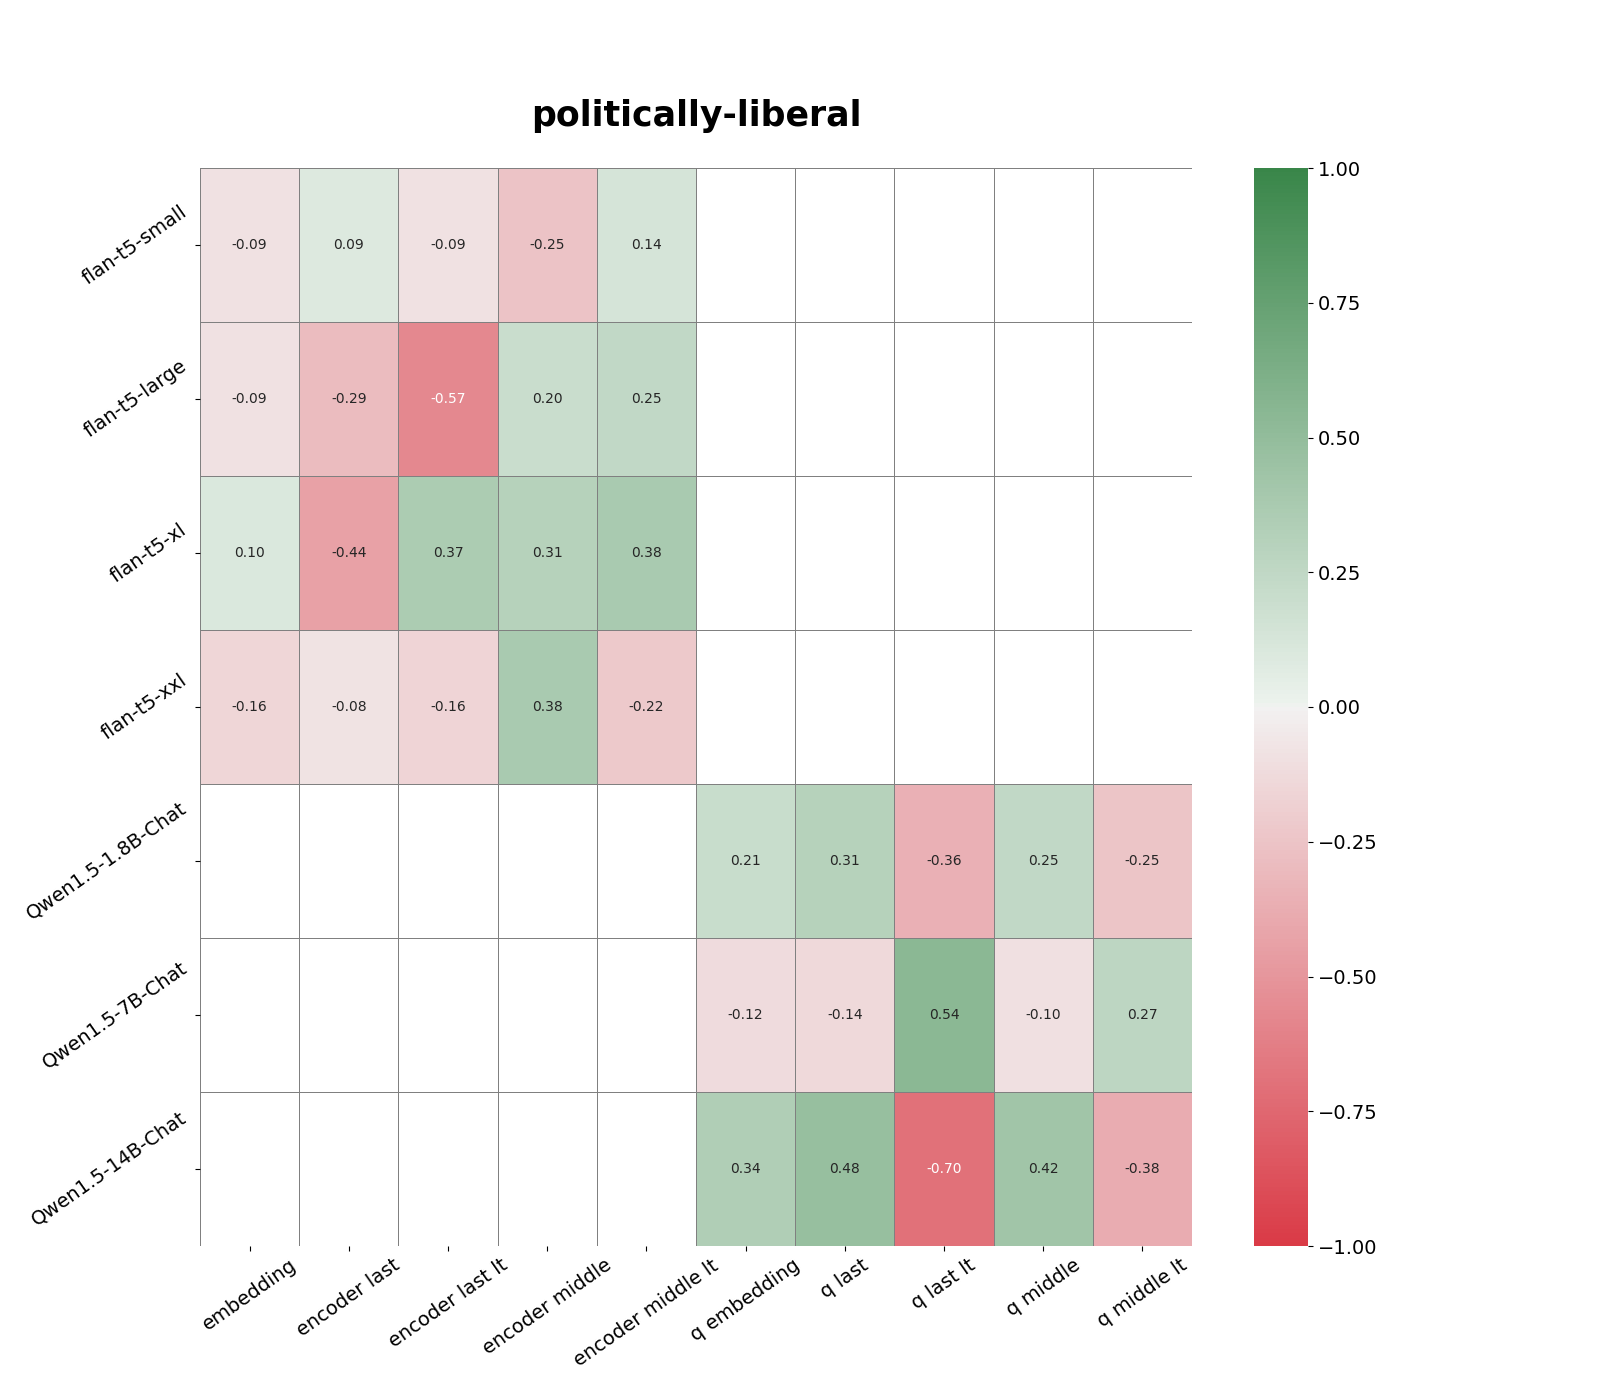 politically-liberal
flan-t5-small
-0.09 0.09 -0.09 -0.25 0.14
flan-t5-large
-0.09 -0.29 -0.57 0.20 0.25
flan-t5-xl
0.10 -0.44 0.37 0.31 0.38
flan-t5-xxl
-0.16 -0.08 -0.16 0.38 -0.22
Qwen1.5-1.8B-Chat
0.21 0.31 -0.36 0.25 -0.25
Qwen1.5-7B-Chat
-0.12 -0.14 0.54 -0.10 0.27
Qwen1.5-14B-Chat
0.34 0.48 -0.70 0.42 -0.38
embedding
encoder last
encoder last lt
encoder middle
encoder middle lt
q embedding
q last
q last lt
q middle
q middle lt
1.00
0.75
0.50
0.25
0.00
−0.25
−0.50
−0.75
−1.00